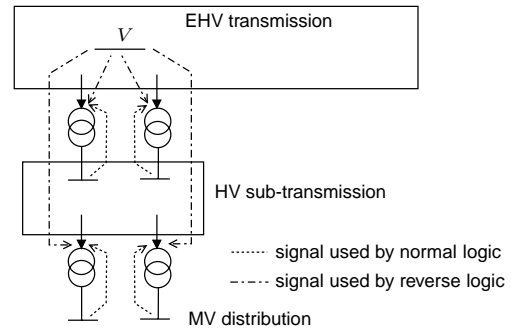 EHV transmission
V
HV sub-transmission
signal used by normal logic
signal used by reverse logic
MV distribution